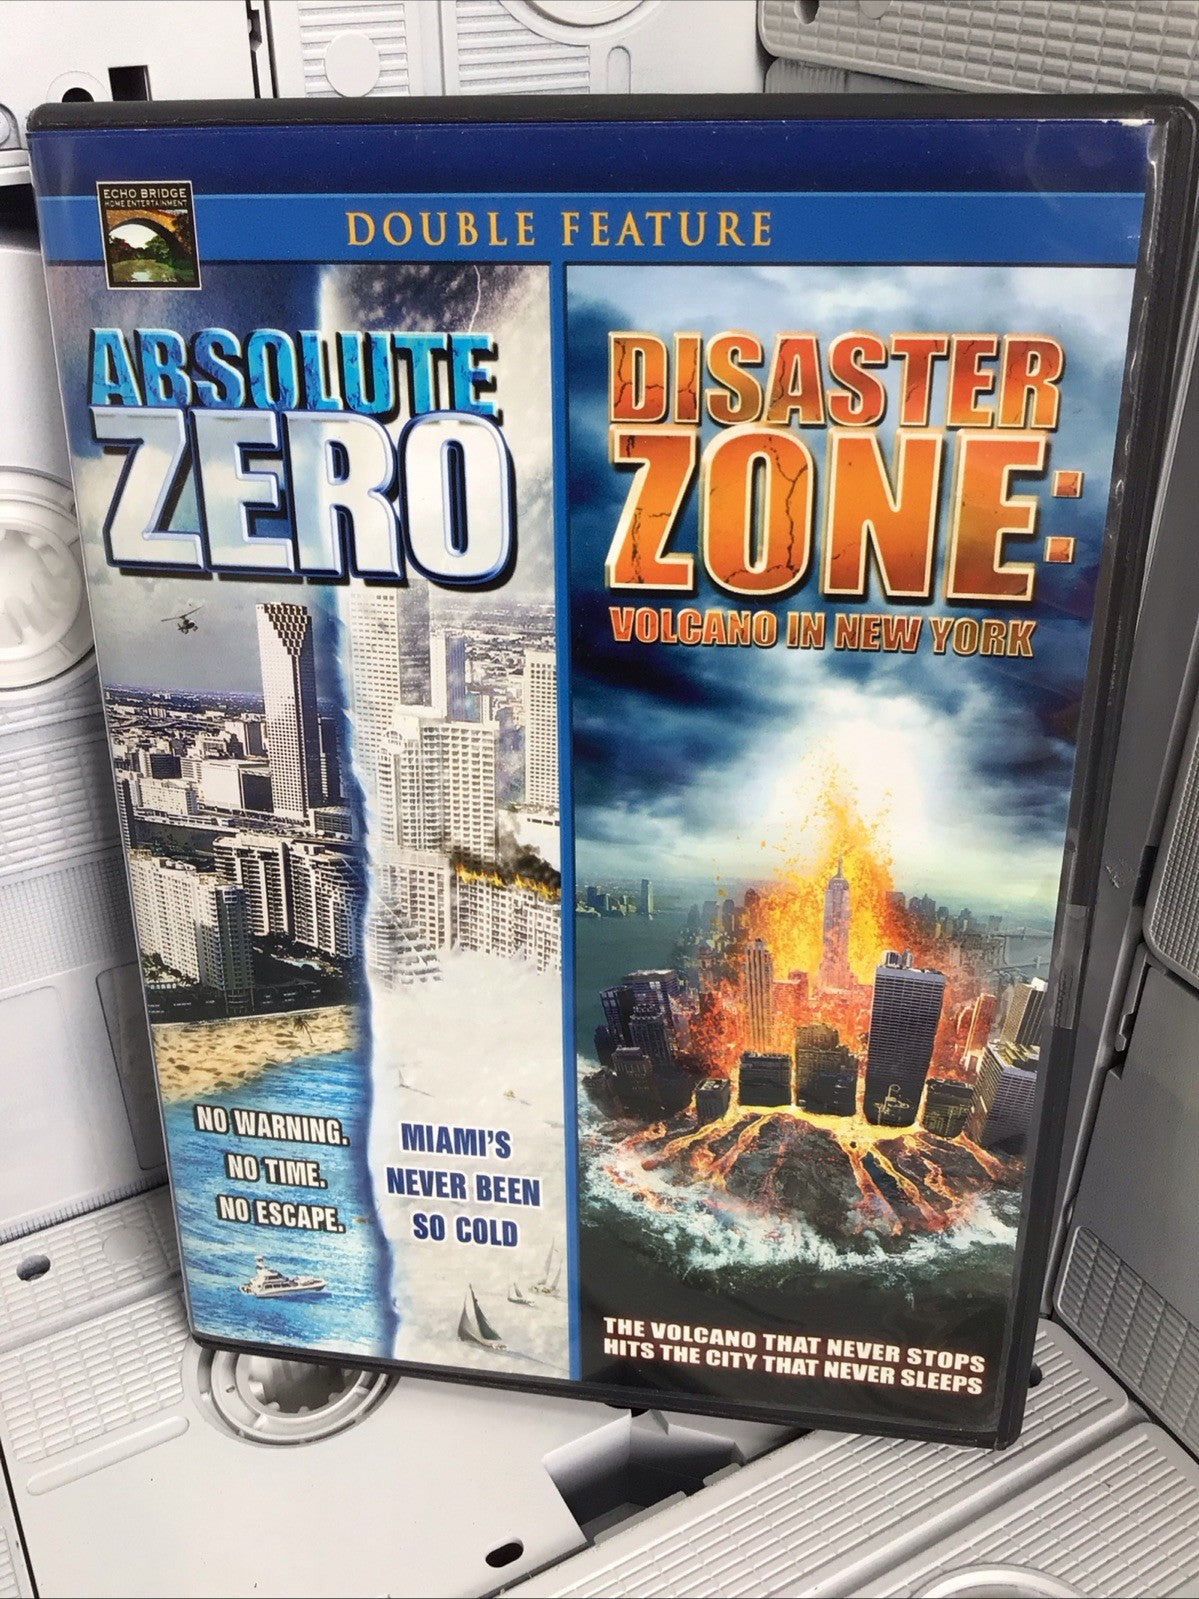 ECHO BRIDGE
HOME ENTERTAINMENT
DOUBLE FEATURE
ABSOLUTE
ZERO
NO WARNING.
NO TIME.
NO ESCAPE.
MIAMI'S
NEVER BEEN
SO COLD
DISASTER
ZONE:
VOLCANO IN NEW YORK
THE VOLCANO THAT NEVER STOPS
HITS THE CITY THAT NEVER SLEEPS